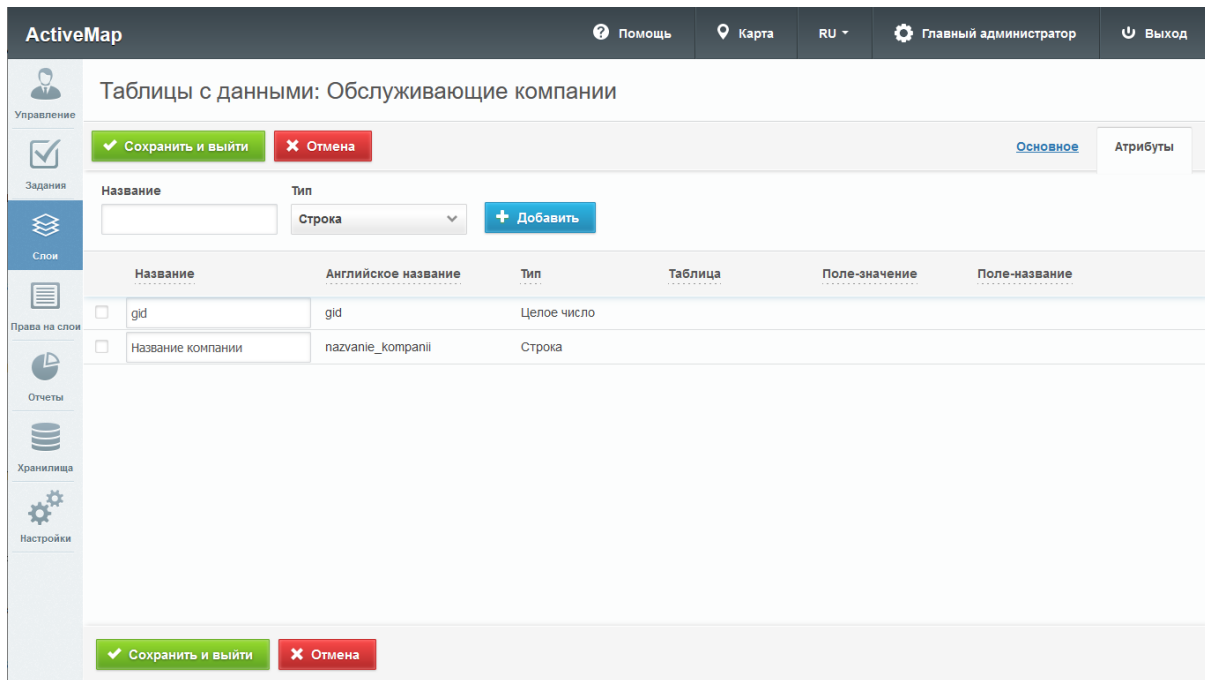 ActiveMap
Помощь
Карта
RU
Главный администратор
Выход
Управление
Задания
Слои
Права на слои
Отчеты
Хранилища
Настройки
Таблицы с данными: Обслуживающие компании
Сохранить и выйти
Отмена
Основное
Атрибуты
Название
Тип
Строка
Добавить
Название Английское название Тип Таблица Поле-значение Поле-название
gid gid Целое число
Название компании nazvanie_kompanii Строка
Сохранить и выйти
Отмена